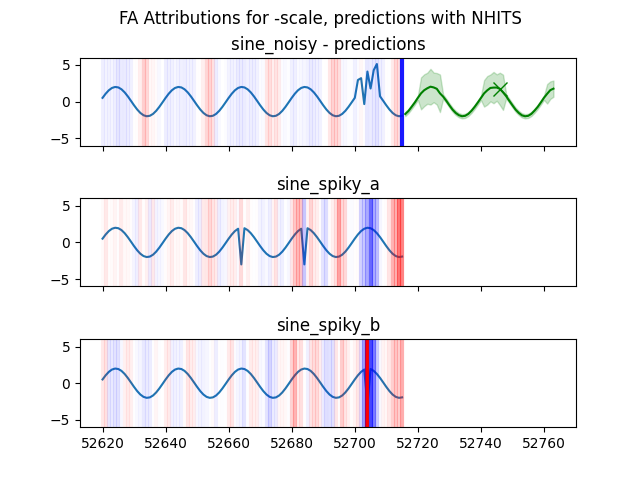 FA Attributions for -scale, predictions with NHITS
sine_noisy - predictions
5
0
−5
sine_spiky_a
5
0
−5
sine_spiky_b
5
0
−5
52620 52640 52660 52680 52700 52720 52740 52760